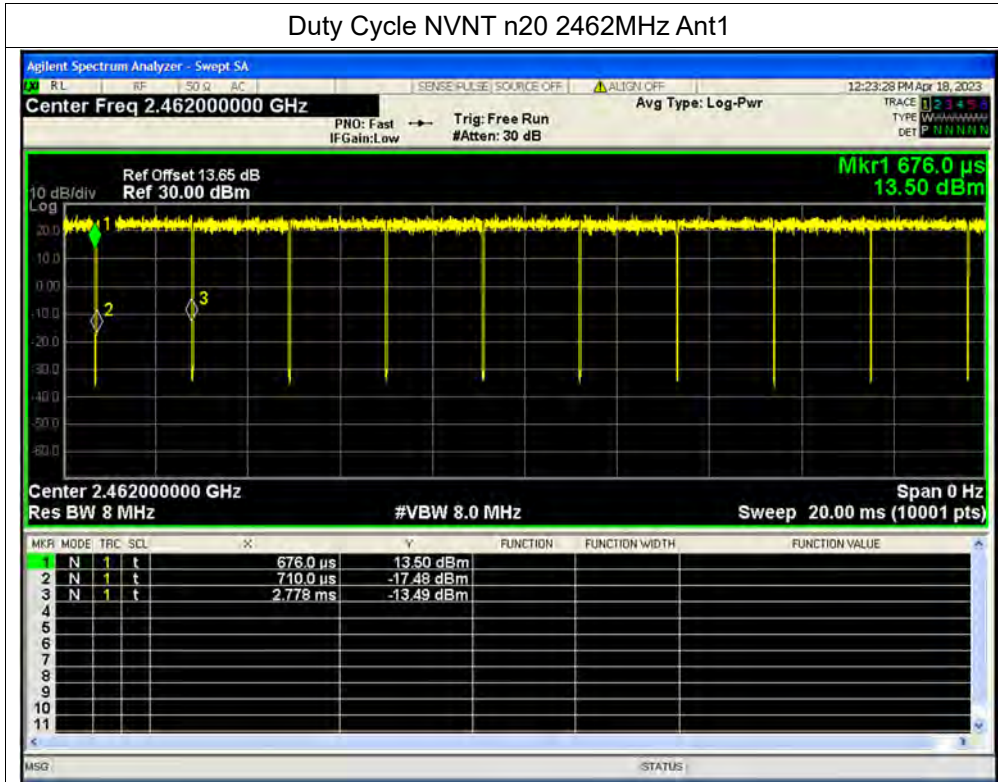 Duty Cycle NVNT n20 2462MHz Ant1
Agilent Spectrum Analyzer - Swept SA
RL RF 50 Ω AC SENSE:PULSE SOURCE OFF ALIGN OFF 12:23:28 PM Apr 18, 2023
Center Freq 2.462000000 GHz Avg Type: Log-Pwr TRACE 1 2 3 4 5 6
PNO: Fast Trig: Free Run TYPE
IFGain:Low #Atten: 30 dB DET P N N N N N
Mkr1 676.0 µs
Ref Offset 13.65 dB
10 dB/div Ref 30.00 dBm 13.50 dBm
Log
20.0
10.0
0.00
-10.0
-20.0
-30.0
-40.0
-50.0
-60.0
1
2
3
Center 2.462000000 GHz Span 0 Hz
Res BW 8 MHz #VBW 8.0 MHz Sweep 20.00 ms (10001 pts)
MKR MODE TRC SCL X Y FUNCTION FUNCTION WIDTH FUNCTION VALUE
1 N 1 t 676.0 µs 13.50 dBm
2 N 1 t 710.0 µs -17.48 dBm
3 N 1 t 2.778 ms -13.49 dBm
4
5
6
7
8
9
10
11
MSG STATUS